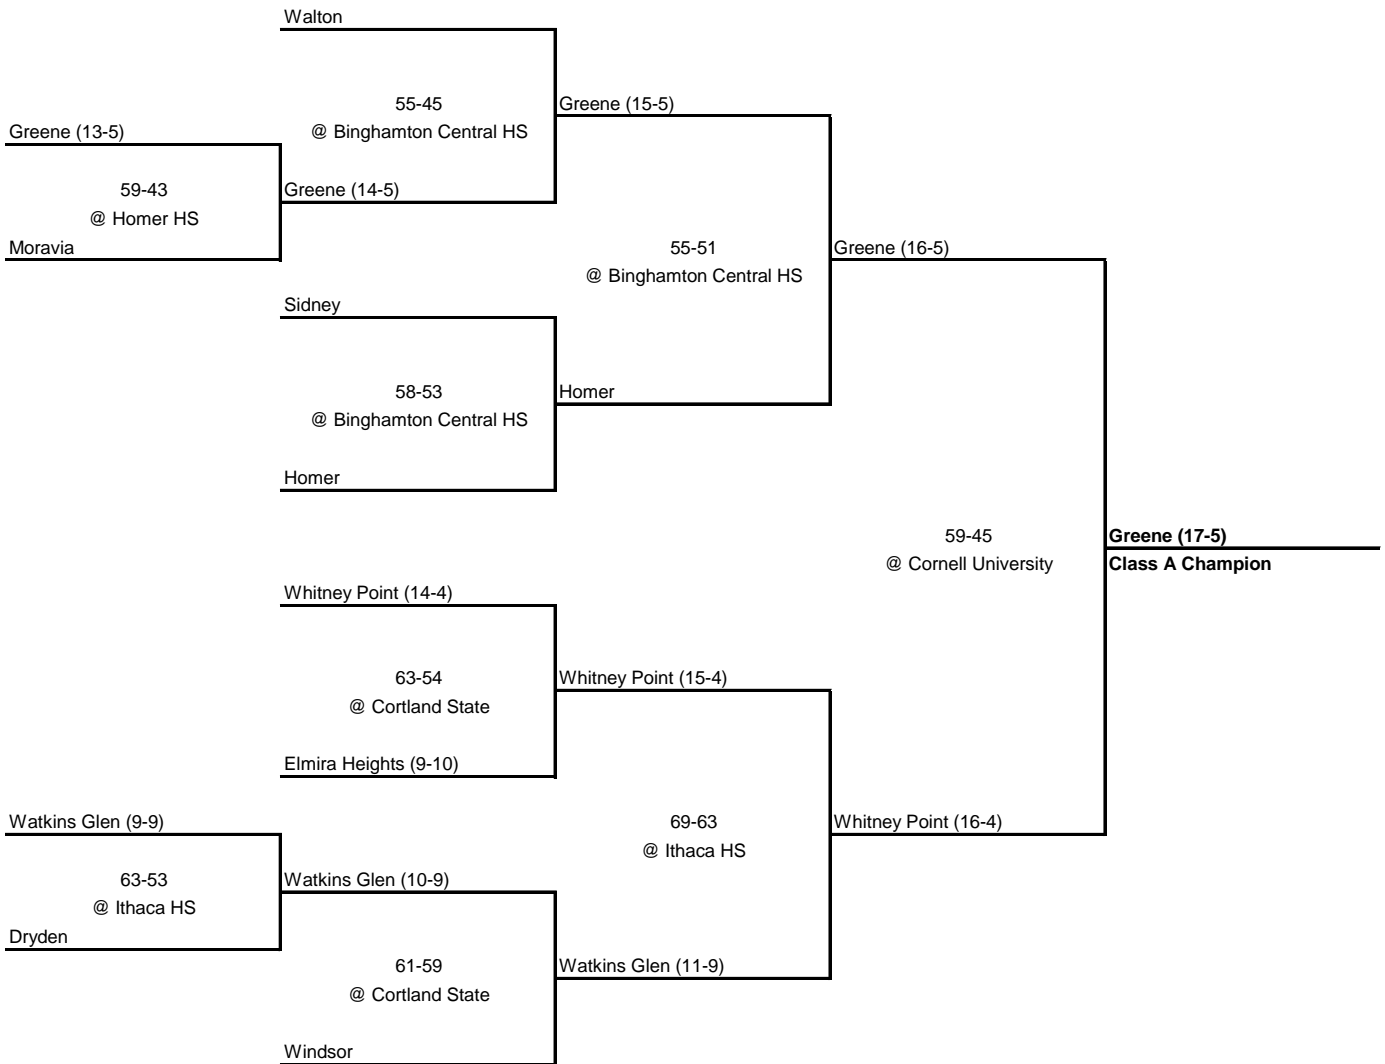 Walton
55-45
@ Binghamton Central HS
Greene (15-5)
Greene (13-5)
59-43
@ Homer HS
Greene (14-5)
Moravia
55-51
@ Binghamton Central HS
Greene (16-5)
Sidney
58-53
@ Binghamton Central HS
Homer
Homer
59-45
@ Cornell University
Greene (17-5)
Class A Champion
Whitney Point (14-4)
63-54
@ Cortland State
Whitney Point (15-4)
Elmira Heights (9-10)
Watkins Glen (9-9)
69-63
@ Ithaca HS
Whitney Point (16-4)
63-53
@ Ithaca HS
Watkins Glen (10-9)
Dryden
61-59
@ Cortland State
Watkins Glen (11-9)
Windsor